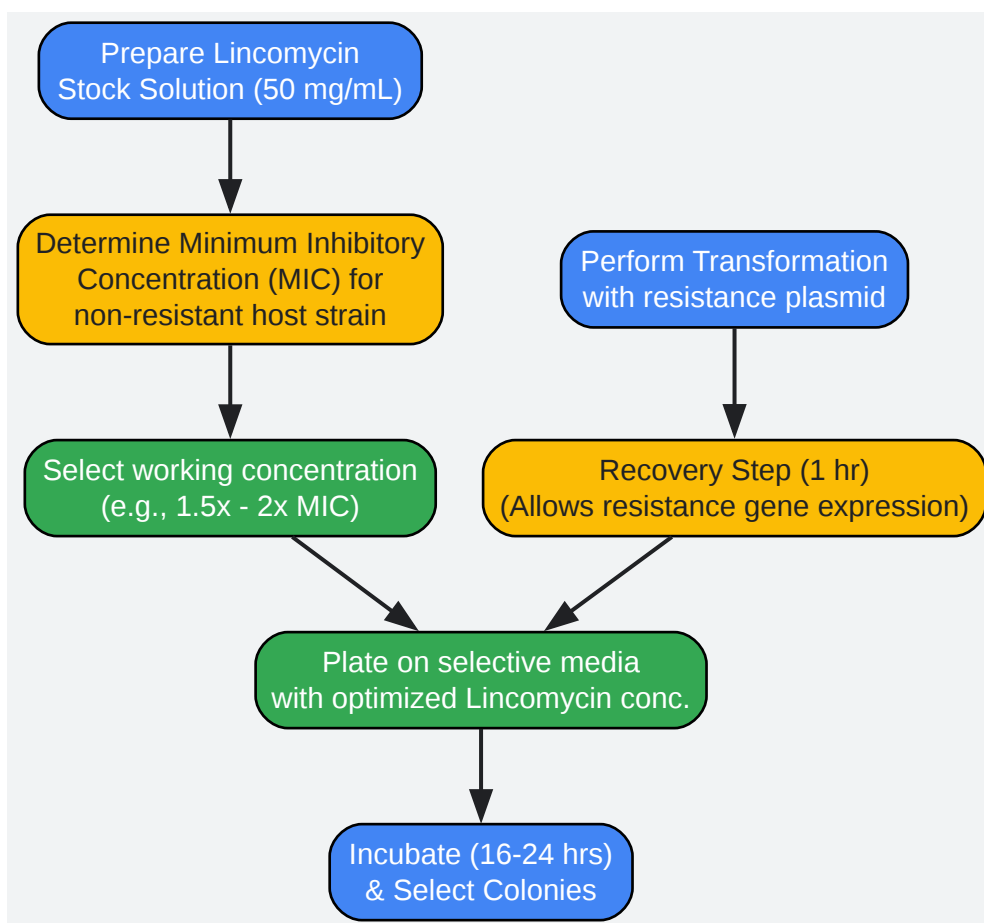 Prepare Lincomycin
Stock Solution (50 mg/mL)
Determine Minimum Inhibitory
Concentration (MIC) for
non-resistant host strain
Perform Transformation
with resistance plasmid
Select working concentration
(e.g., 1.5x - 2x MIC)
Recovery Step (1 hr)
(Allows resistance gene expression)
Plate on selective media
with optimized Lincomycin conc.
Incubate (16-24 hrs)
& Select Colonies